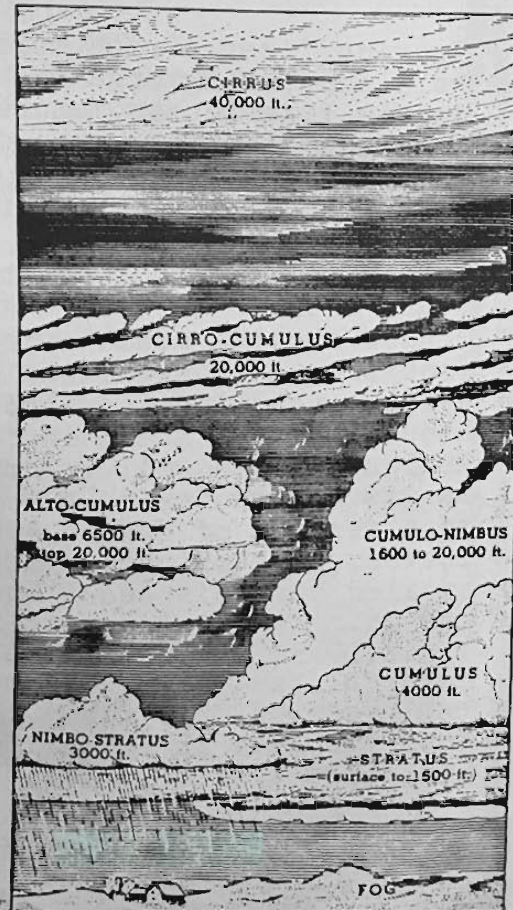 CIRRUS
40,000 ft.
CIRRO-CUMULUS
20,000 ft.
ALTO-CUMULUS
base 6500 ft.
top 20,000 ft.
CUMULO-NIMBUS
1600 to 20,000 ft.
CUMULUS
4000 ft.
NIMBO-STRATUS
3000 ft.
STRATUS
(surface to 1500 ft.)
FOG